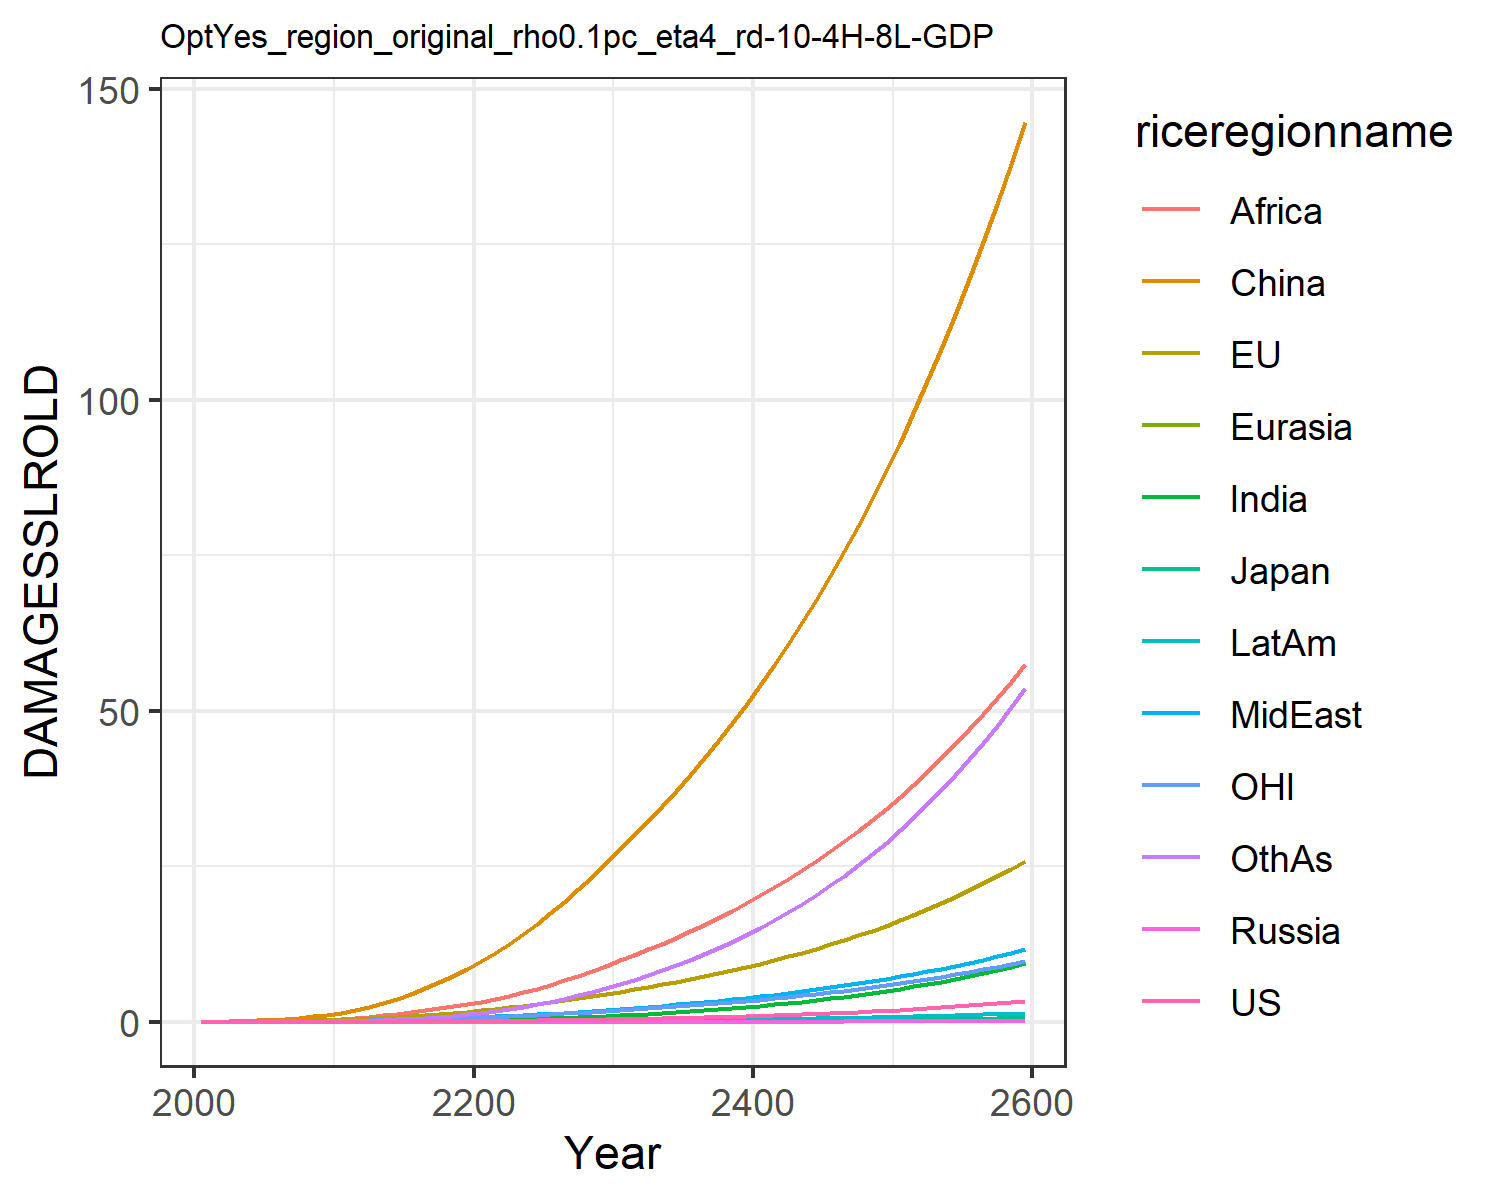 OptYes_region_original_rho0.1pc_eta4_rd-10-4H-8L-GDP
150
100
50
0
DAMAGESSLROLD
2000 2200 2400 2600
Year
riceregionname
Africa
China
EU
Eurasia
India
Japan
LatAm
MidEast
OHI
OthAs
Russia
US